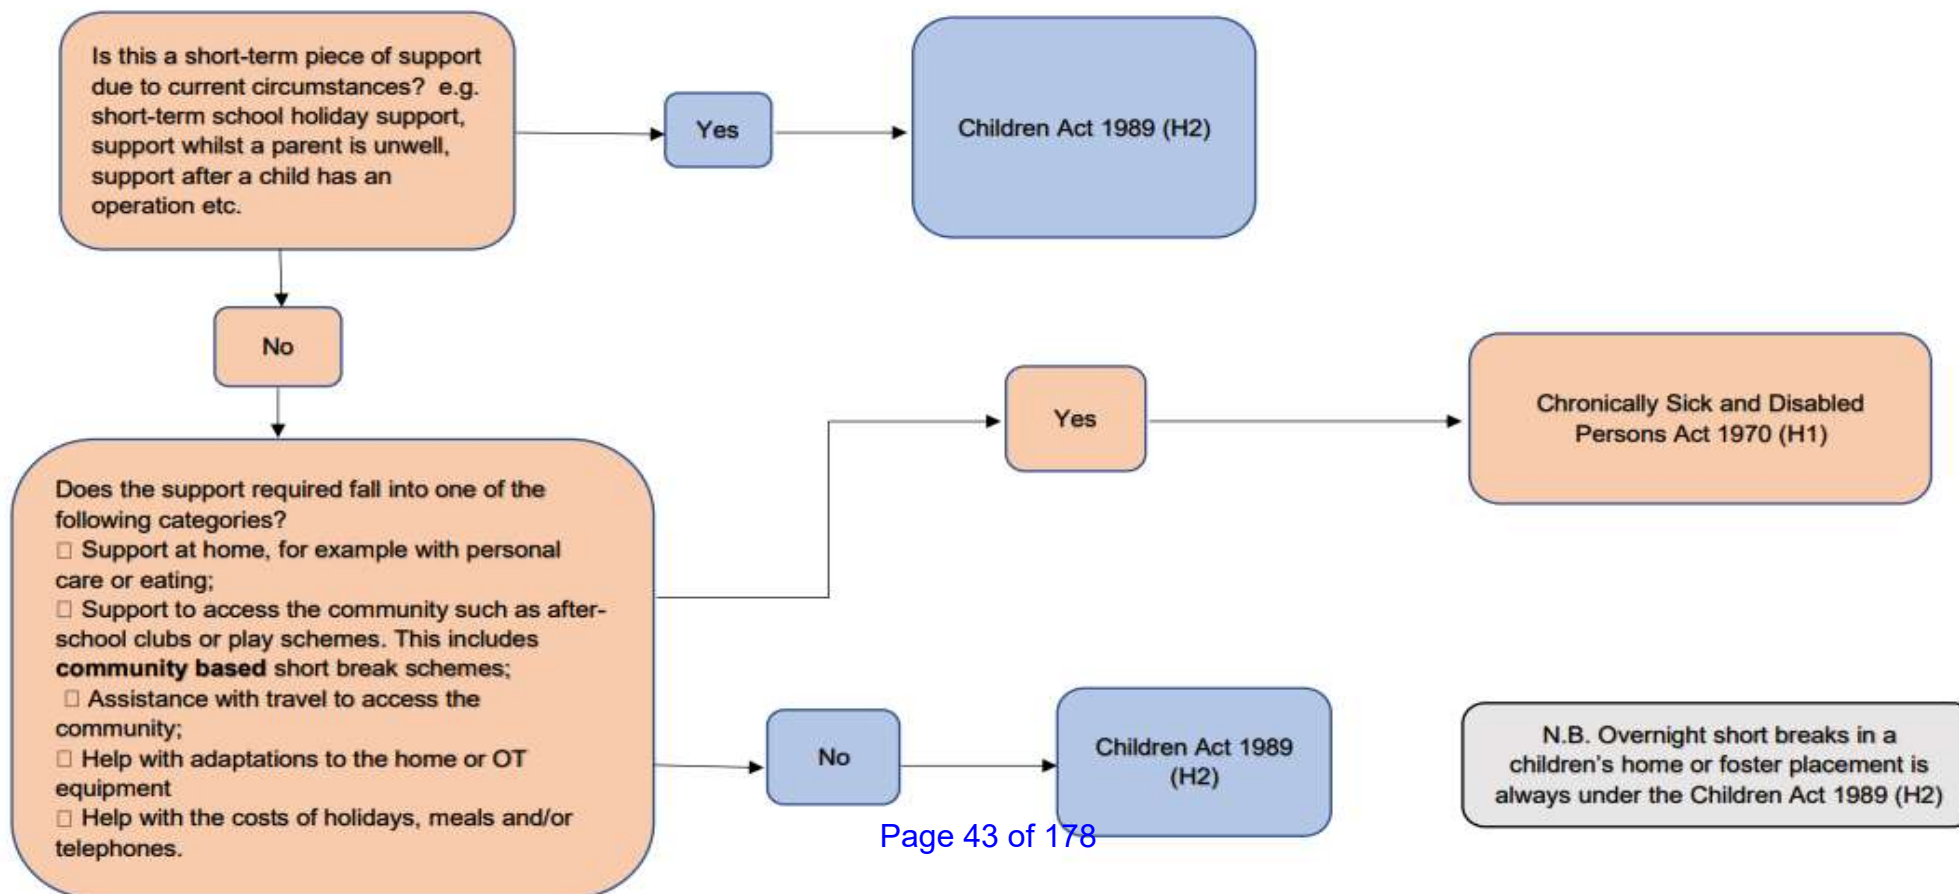 Is this a short-term piece of support
due to current circumstances? e.g.
short-term school holiday support,
support whilst a parent is unwell,
support after a child has an
operation etc.
Yes
Children Act 1989 (H2)
No
Does the support required fall into one of the
following categories?
□ Support at home, for example with personal
care or eating;
□ Support to access the community such as after-
school clubs or play schemes. This includes
community based short break schemes;
□ Assistance with travel to access the
community;
□ Help with adaptations to the home or OT
equipment
□ Help with the costs of holidays, meals and/or
telephones.
Yes
Chronically Sick and Disabled
Persons Act 1970 (H1)
No
Children Act 1989
(H2)
N.B. Overnight short breaks in a
children’s home or foster placement is
always under the Children Act 1989 (H2)
Page 43 of 178